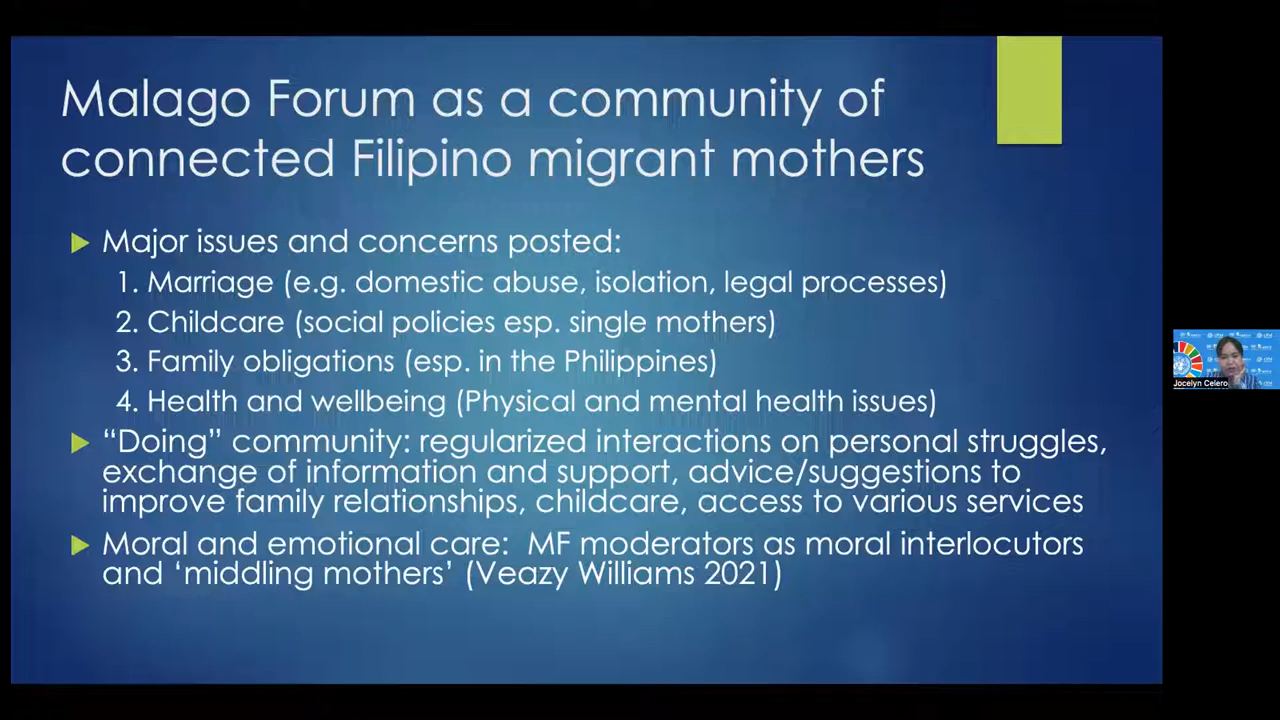 Malago Forum as a community of
connected Filipino migrant mothers
Major issues and concerns posted:
1. Marriage (e.g. domestic abuse, isolation, legal processes)
2. Childcare (social policies esp. single mothers)
3. Family obligations (esp. in the Philippines)
4. Health and wellbeing (Physical and mental health issues)
“Doing” community: regularized interactions on personal struggles,
exchange of information and support, advice/suggestions to
improve family relationships, childcare, access to various services
Moral and emotional care: MF moderators as moral interlocutors
and ‘middling mothers’ (Veazy Williams 2021)
Jocelyn Celero